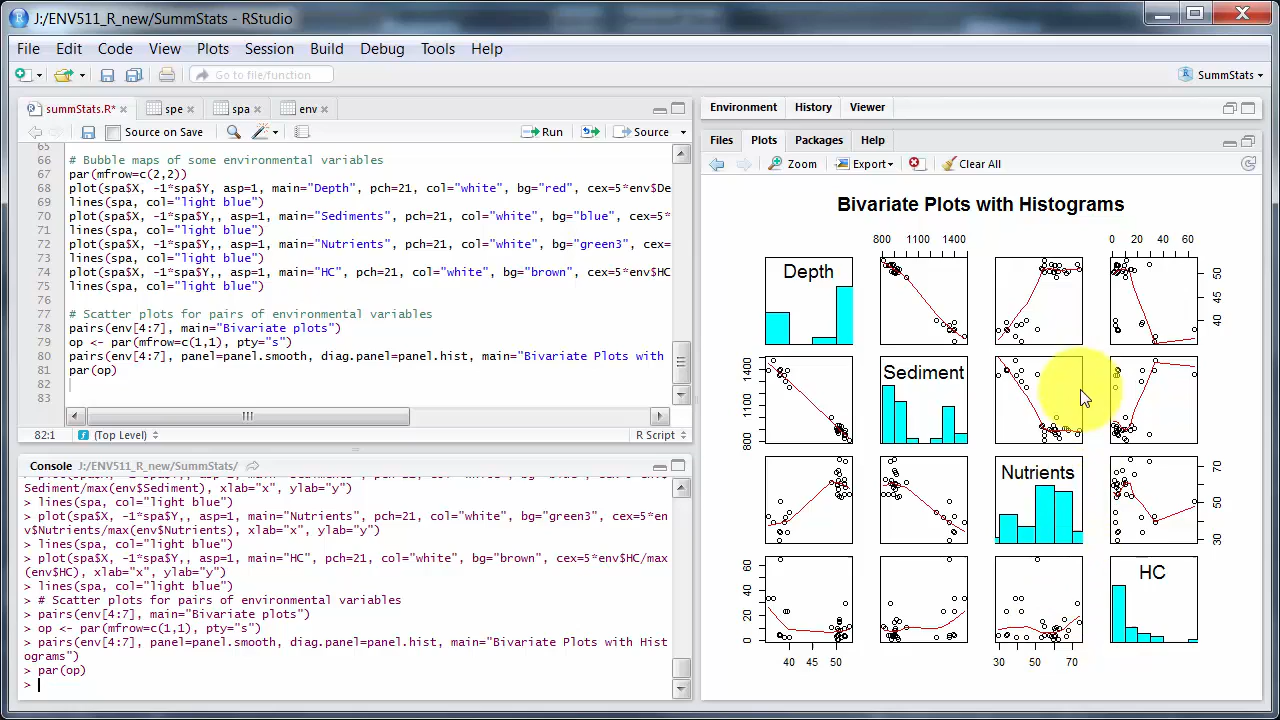 J:/ENV511_R_new/SummStats - RStudio
File Edit Code View Plots Session Build Debug Tools Help
Go to file/function
SummStats
summStats.R* spe spa env
Source on Save Run Source
65
66 # Bubble maps of some environmental variables
67 par(mfrow=c(2,2))
68 plot(spa$X, -1*spa$Y, asp=1, main="Depth", pch=21, col="white", bg="red", cex=5*env$De
69 lines(spa, col="light blue")
70 plot(spa$X, -1*spa$Y,, asp=1, main="Sediments", pch=21, col="white", bg="blue", cex=5*
71 lines(spa, col="light blue")
72 plot(spa$X, -1*spa$Y,, asp=1, main="Nutrients", pch=21, col="white", bg="green3", cex=
73 lines(spa, col="light blue")
74 plot(spa$X, -1*spa$Y,, asp=1, main="HC", pch=21, col="white", bg="brown", cex=5*env$HC
75 lines(spa, col="light blue")
76
77 # Scatter plots for pairs of environmental variables
78 pairs(env[4:7], main="Bivariate plots")
79 op <- par(mfrow=c(1,1), pty="s")
80 pairs(env[4:7], panel=panel.smooth, diag.panel=panel.hist, main="Bivariate Plots with
81 par(op)
82
83
82:1 (Top Level) R Script
Console J:/ENV511_R_new/SummStats/
Sediment/max(env$Sediment), xlab="x", ylab="y")
> lines(spa, col="light blue")
> plot(spa$X, -1*spa$Y,, asp=1, main="Nutrients", pch=21, col="white", bg="green3", cex=5*en
v$Nutrients/max(env$Nutrients), xlab="x", ylab="y")
> lines(spa, col="light blue")
> plot(spa$X, -1*spa$Y,, asp=1, main="HC", pch=21, col="white", bg="brown", cex=5*env$HC/max
(env$HC), xlab="x", ylab="y")
> lines(spa, col="light blue")
> # Scatter plots for pairs of environmental variables
> pairs(env[4:7], main="Bivariate plots")
> op <- par(mfrow=c(1,1), pty="s")
> pairs(env[4:7], panel=panel.smooth, diag.panel=panel.hist, main="Bivariate Plots with Hist
ograms")
> par(op)
>
Environment History Viewer
Files Plots Packages Help
Zoom Export Clear All
Bivariate Plots with Histograms
800 1100 1400 0 20 40 60
Depth
50
45
40
1400
1100
800
Sediment
Nutrients
70
50
30
60
40
20
0
HC
40 45 50 30 50 70